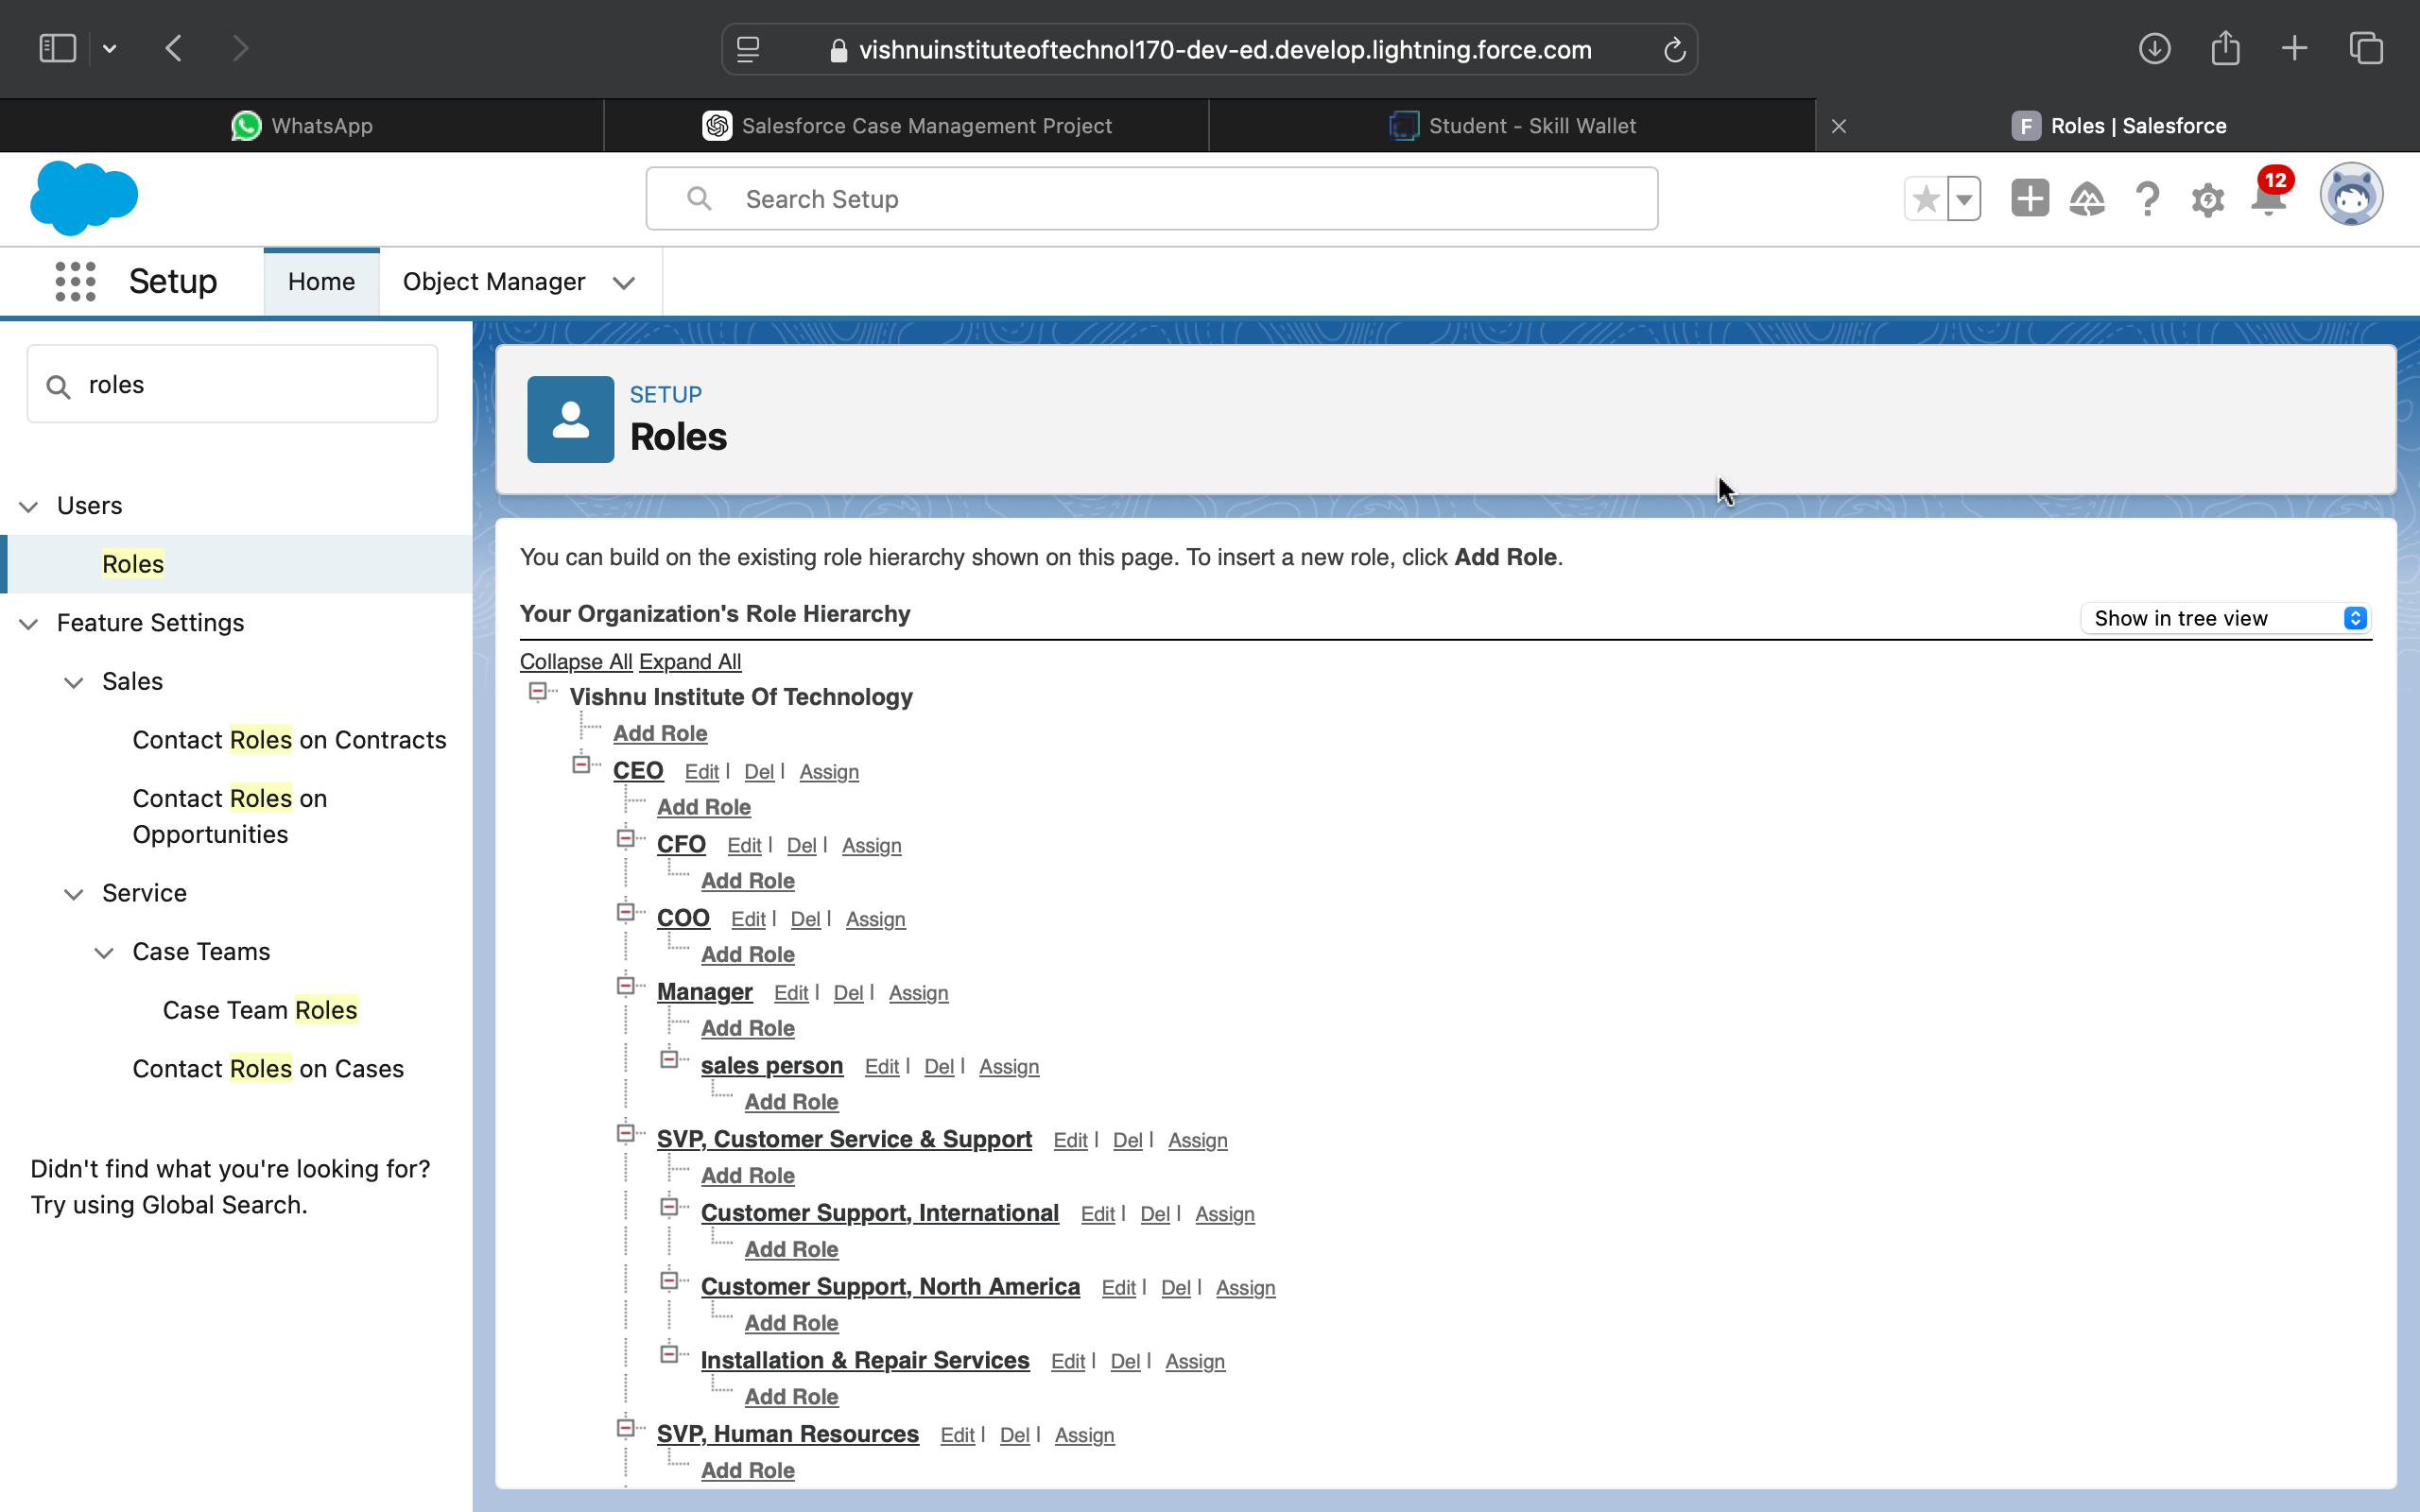 vishnuinstituteoftechnol170-dev-ed.develop.lightning.force.com
WhatsApp
Salesforce Case Management Project
Student - Skill Wallet
F Roles | Salesforce
Search Setup
12
Setup
Home
Object Manager
roles
Users
Roles
Feature Settings
Sales
Contact Roles on Contracts
Contact Roles on
Opportunities
Service
Case Teams
Case Team Roles
Contact Roles on Cases
Didn't find what you're looking for?
Try using Global Search.
SETUP
Roles
You can build on the existing role hierarchy shown on this page. To insert a new role, click Add Role.
Your Organization's Role Hierarchy
Show in tree view
Collapse All Expand All
Vishnu Institute Of Technology
Add Role
CEO Edit | Del | Assign
Add Role
CFO Edit | Del | Assign
Add Role
COO Edit | Del | Assign
Add Role
Manager Edit | Del | Assign
Add Role
sales person Edit | Del | Assign
Add Role
SVP, Customer Service & Support Edit | Del | Assign
Add Role
Customer Support, International Edit | Del | Assign
Add Role
Customer Support, North America Edit | Del | Assign
Add Role
Installation & Repair Services Edit | Del | Assign
Add Role
SVP, Human Resources Edit | Del | Assign
Add Role